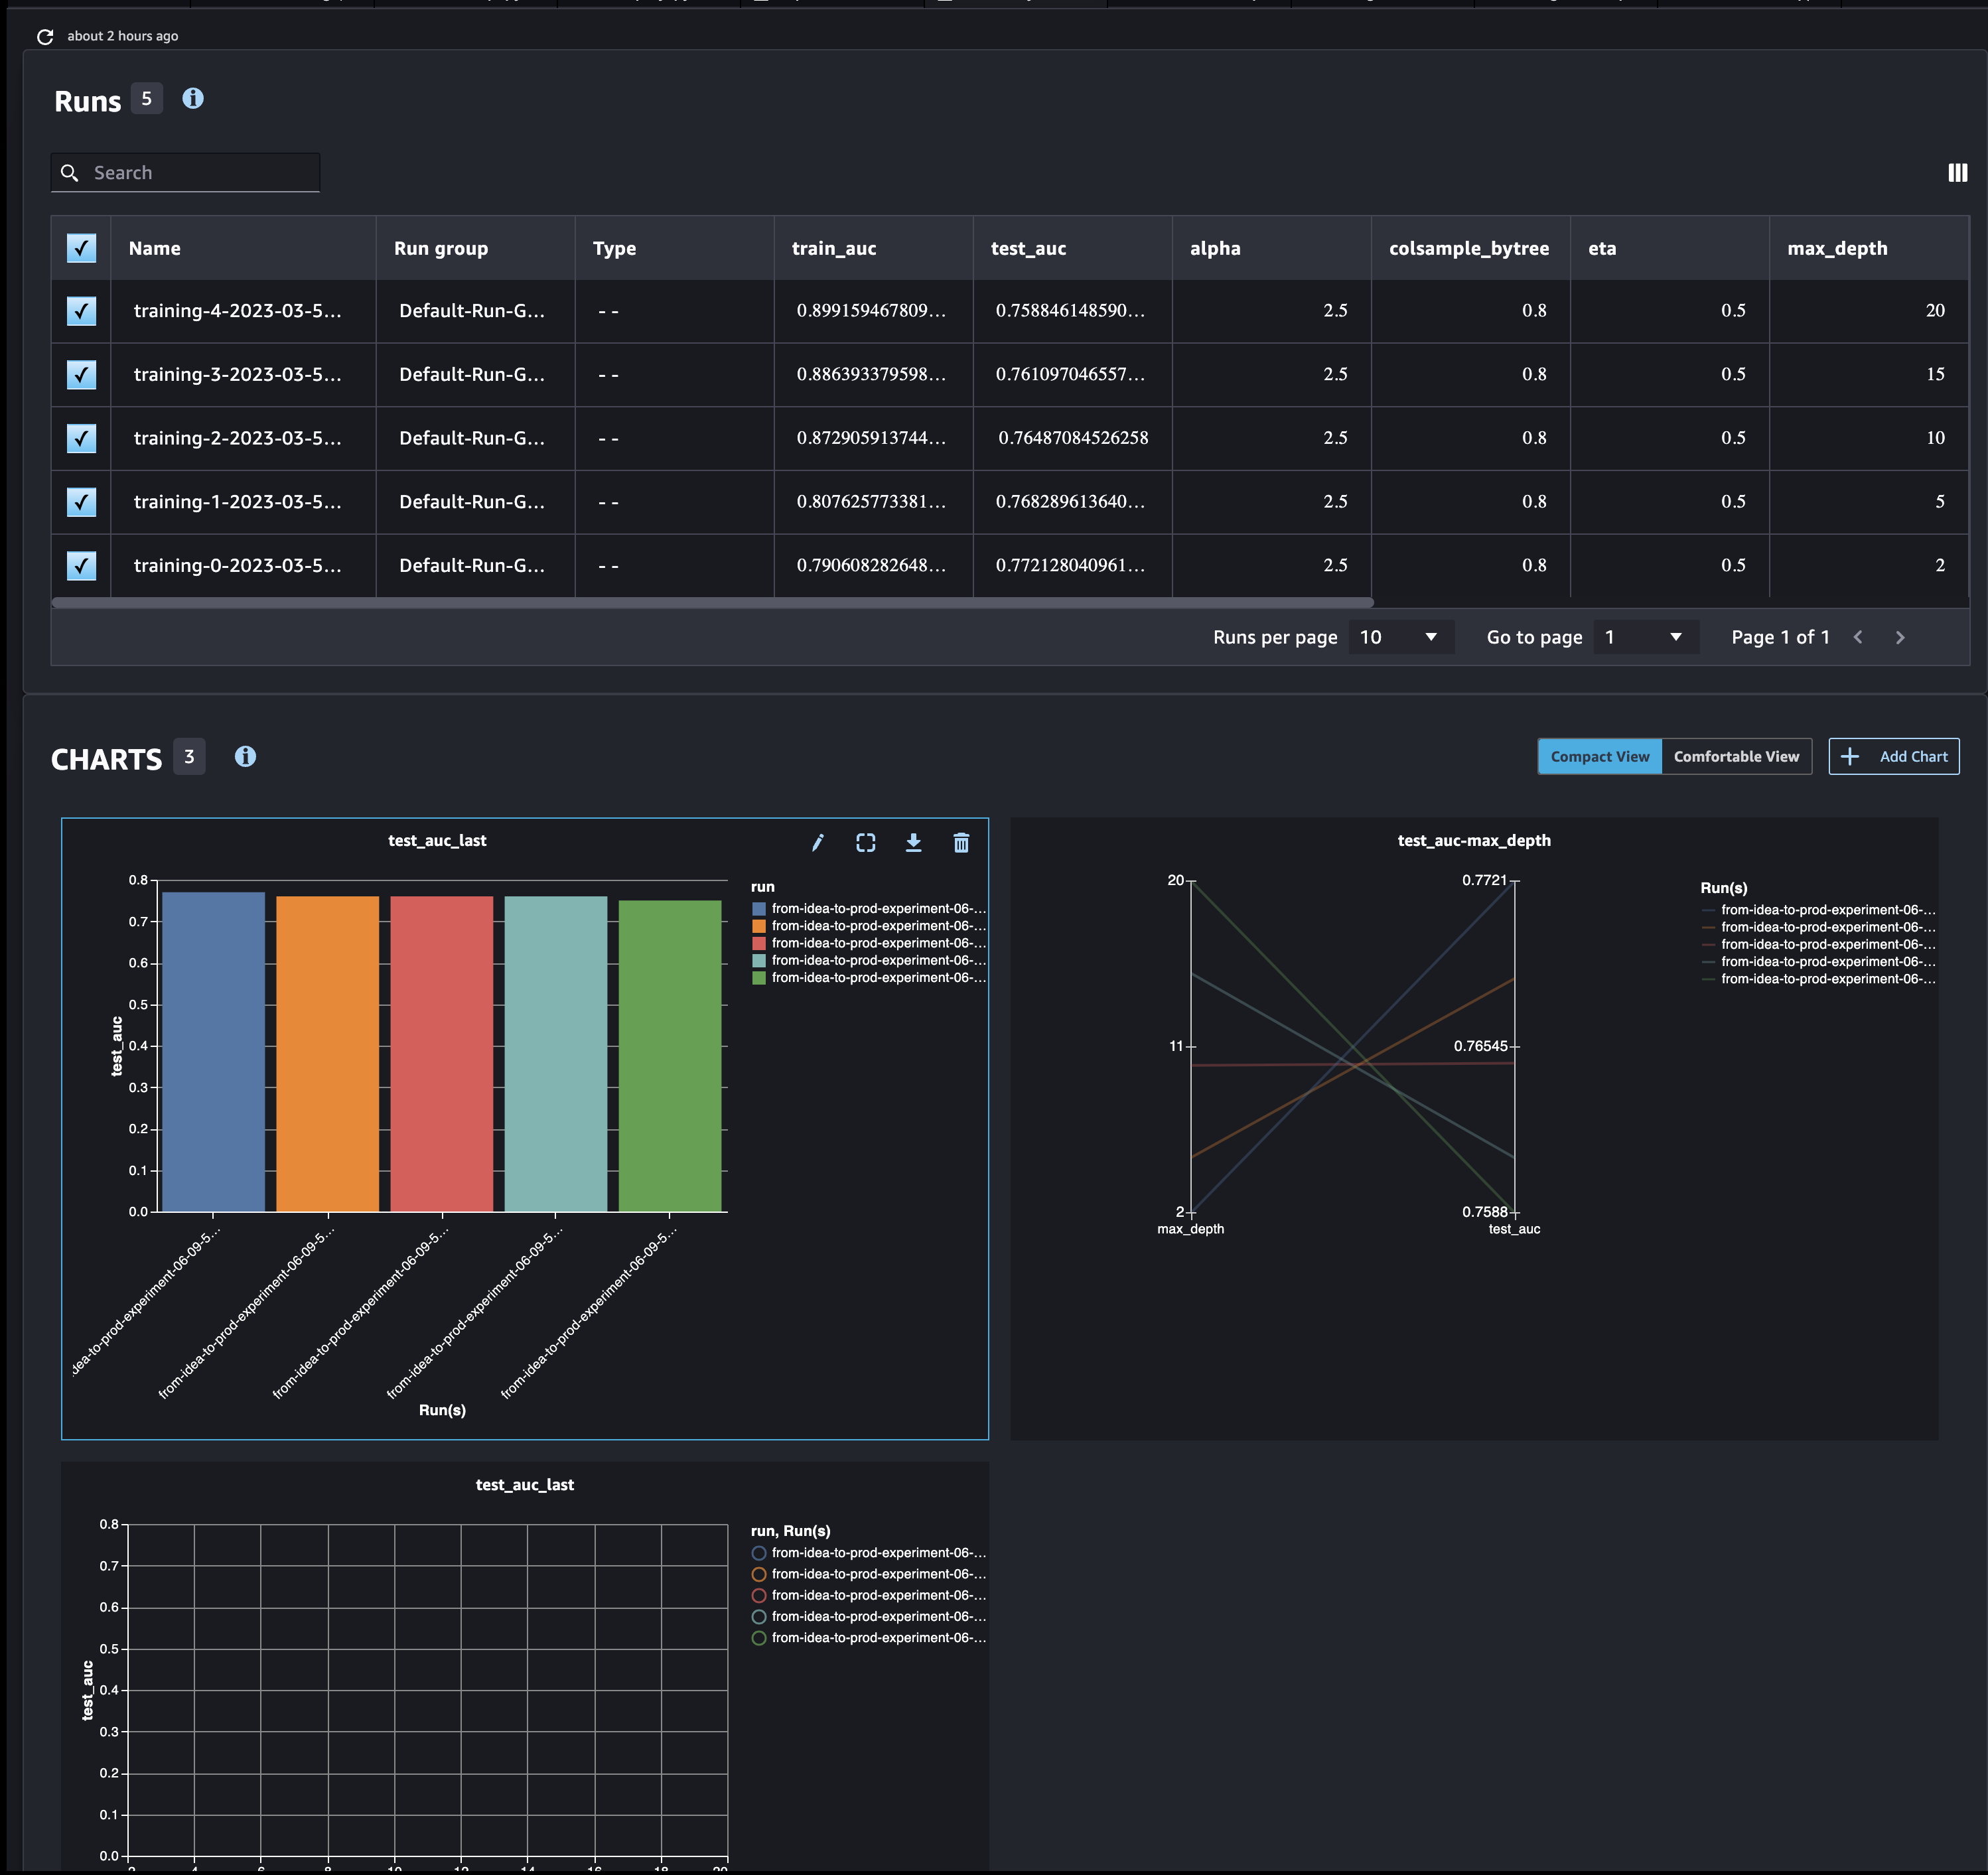 about 2 hours ago
Runs 5
Search
Name Run group Type train_auc test_auc alpha colsample_bytree eta max_depth
training-4-2023-03-5... Default-Run-G... - - 0.899159467809... 0.758846148590... 2.5 0.8 0.5 20
training-3-2023-03-5... Default-Run-G... - - 0.886393379598... 0.761097046557... 2.5 0.8 0.5 15
training-2-2023-03-5... Default-Run-G... - - 0.872905913744... 0.76487084526258 2.5 0.8 0.5 10
training-1-2023-03-5... Default-Run-G... - - 0.807625773381... 0.768289613640... 2.5 0.8 0.5 5
training-0-2023-03-5... Default-Run-G... - - 0.790608282648... 0.772128040961... 2.5 0.8 0.5 2
Runs per page 10 Go to page 1 Page 1 of 1
CHARTS 3
Compact View Comfortable View Add Chart
test_auc_last
0.8
0.7
0.6
0.5
0.4
0.3
0.2
0.1
0.0
test_auc
dea-to-prod-experiment-06-09-5...
from-idea-to-prod-experiment-06-09-5...
from-idea-to-prod-experiment-06-09-5...
from-idea-to-prod-experiment-06-09-5...
from-idea-to-prod-experiment-06-09-5...
Run(s)
run
from-idea-to-prod-experiment-06-...
from-idea-to-prod-experiment-06-...
from-idea-to-prod-experiment-06-...
from-idea-to-prod-experiment-06-...
from-idea-to-prod-experiment-06-...
test_auc-max_depth
20
11
2
max_depth
0.7721
0.76545
0.7588
test_auc
Run(s)
from-idea-to-prod-experiment-06-...
from-idea-to-prod-experiment-06-...
from-idea-to-prod-experiment-06-...
from-idea-to-prod-experiment-06-...
from-idea-to-prod-experiment-06-...
test_auc_last
0.8
0.7
0.6
0.5
0.4
0.3
0.2
0.1
0.0
test_auc
2 4 6 8 10 12 14 16 18 20
run, Run(s)
from-idea-to-prod-experiment-06-...
from-idea-to-prod-experiment-06-...
from-idea-to-prod-experiment-06-...
from-idea-to-prod-experiment-06-...
from-idea-to-prod-experiment-06-...